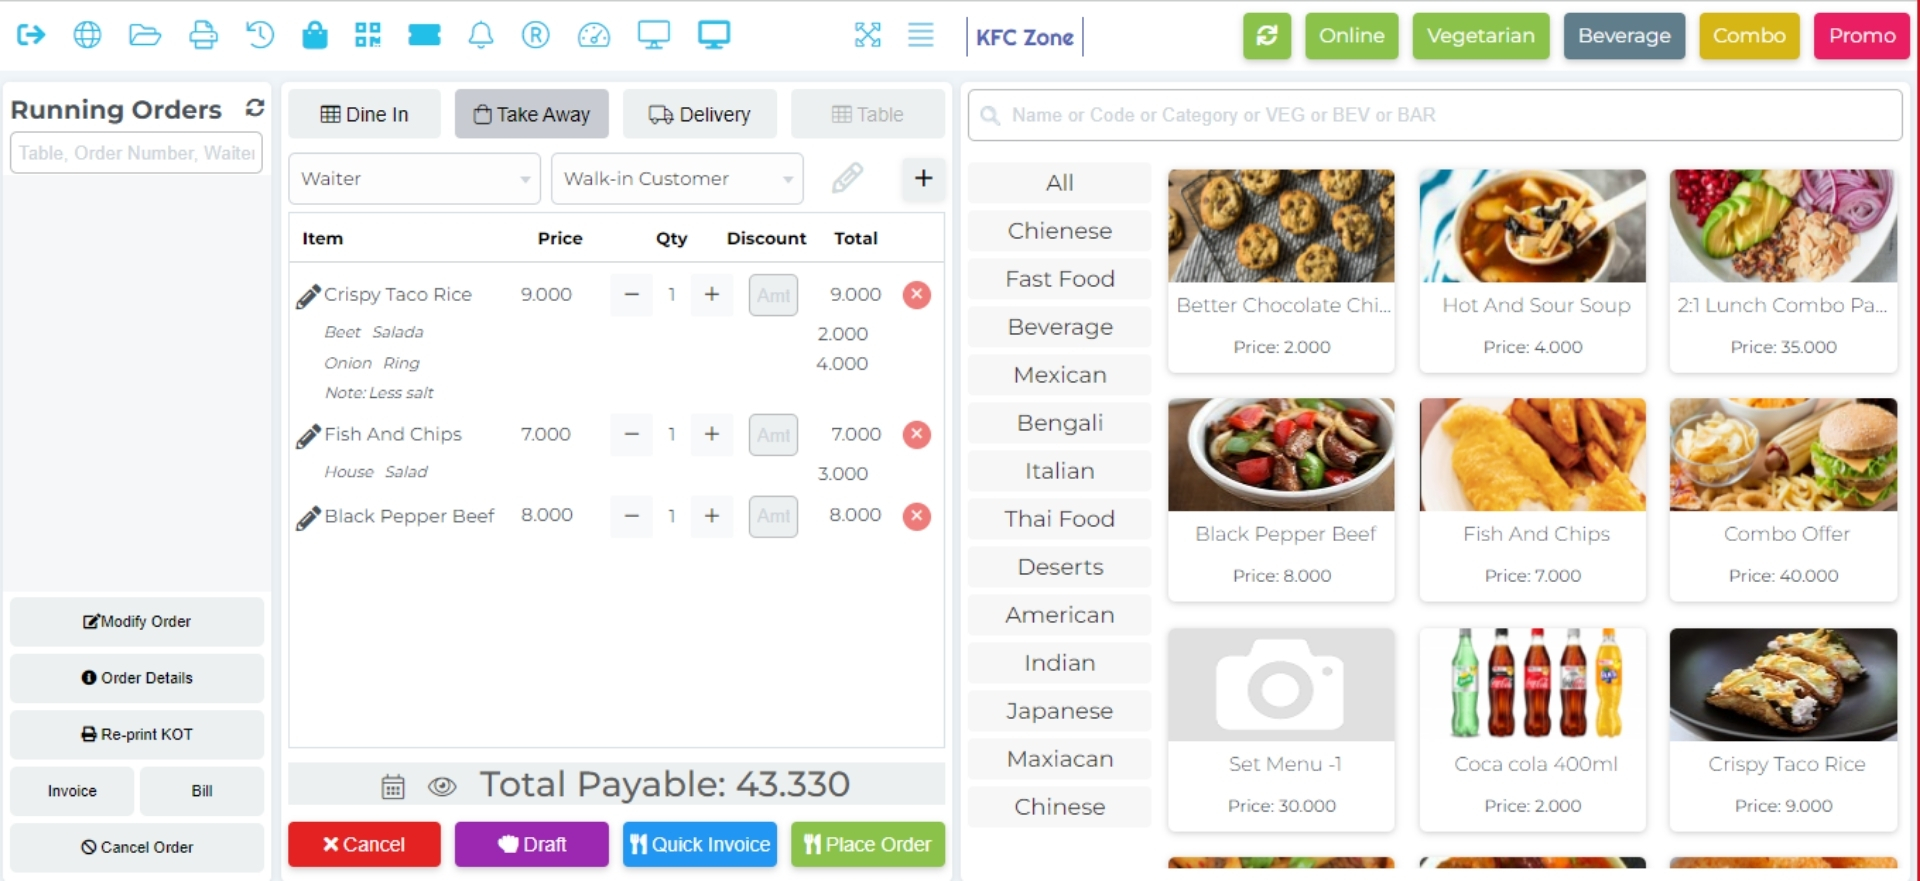 KFC Zone
Online
Vegetarian
Beverage
Combo
Promo
Running Orders
Table, Order Number, Waiter
Modify Order
Order Details
Re-print KOT
Invoice
Bill
Cancel Order
Dine In
Take Away
Delivery
Table
Waiter
Walk-in Customer
+
Item Price Qty Discount Total
Crispy Taco Rice 9.000 − 1 + Amt 9.000
Beet Salada 2.000
Onion Ring 4.000
Note: Less salt
Fish And Chips 7.000 − 1 + Amt 7.000
House Salad 3.000
Black Pepper Beef 8.000 − 1 + Amt 8.000
Total Payable: 43.330
Cancel
Draft
Quick Invoice
Place Order
Name or Code or Category or VEG or BEV or BAR
All
Chienese
Fast Food
Beverage
Mexican
Bengali
Italian
Thai Food
Deserts
American
Indian
Japanese
Maxiacan
Chinese
Better Chocolate Chi...
Price: 2.000
Hot And Sour Soup
Price: 4.000
2:1 Lunch Combo Pa...
Price: 35.000
Black Pepper Beef
Price: 8.000
Fish And Chips
Price: 7.000
Combo Offer
Price: 40.000
Set Menu -1
Price: 30.000
Coca cola 400ml
Price: 2.000
Crispy Taco Rice
Price: 9.000